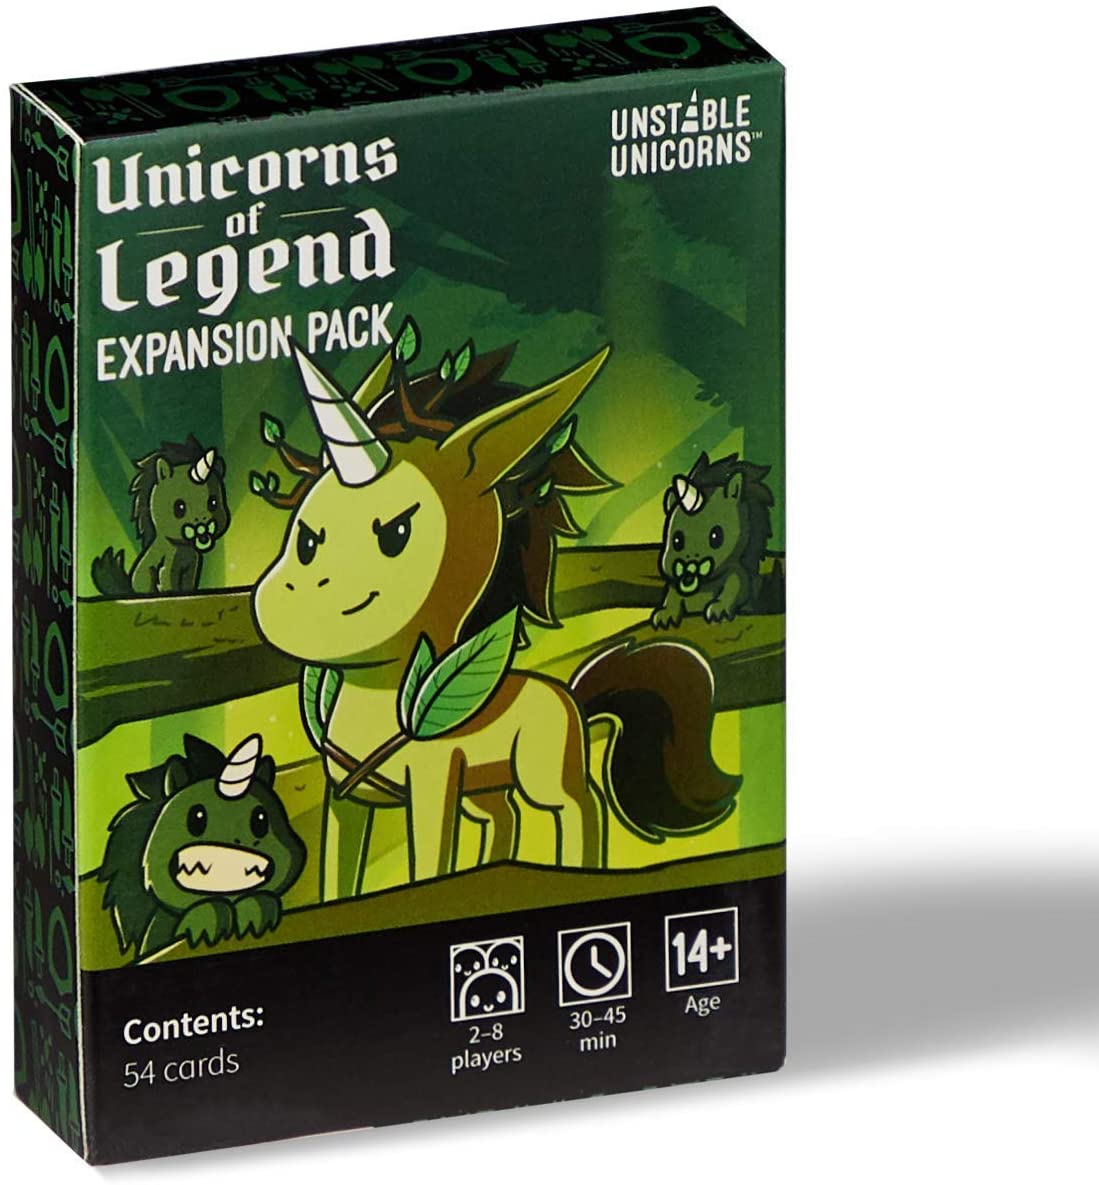 Unicorns
of
Legend
EXPANSION PACK
UNSTABLE
UNICORNS™
Contents:
54 cards
2-8
players
30-45
min
14+
Age